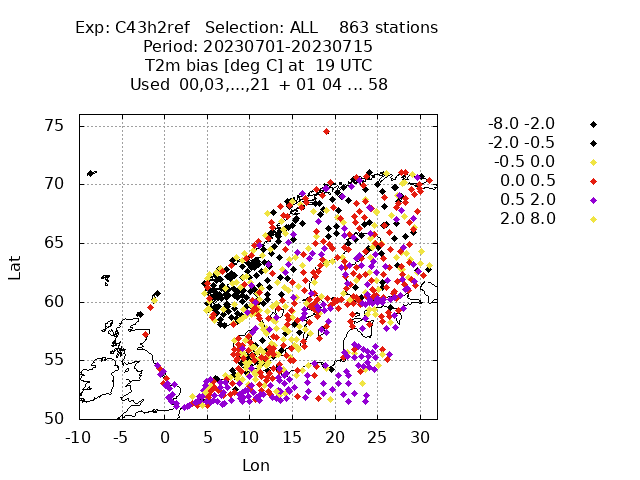 Exp: C43h2ref   Selection: ALL    863 stations
Period: 20230701-20230715
T2m bias [deg C] at  19 UTC
Used  00,03,...,21  + 01 04 ... 58
-8.0 -2.0
-2.0 -0.5
-0.5 0.0
0.0 0.5
0.5 2.0
2.0 8.0
75
70
65
60
55
50
Lat
-10 -5 0 5 10 15 20 25 30
Lon